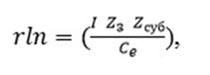 rln = (I Z₃ Z_суб / C_e),